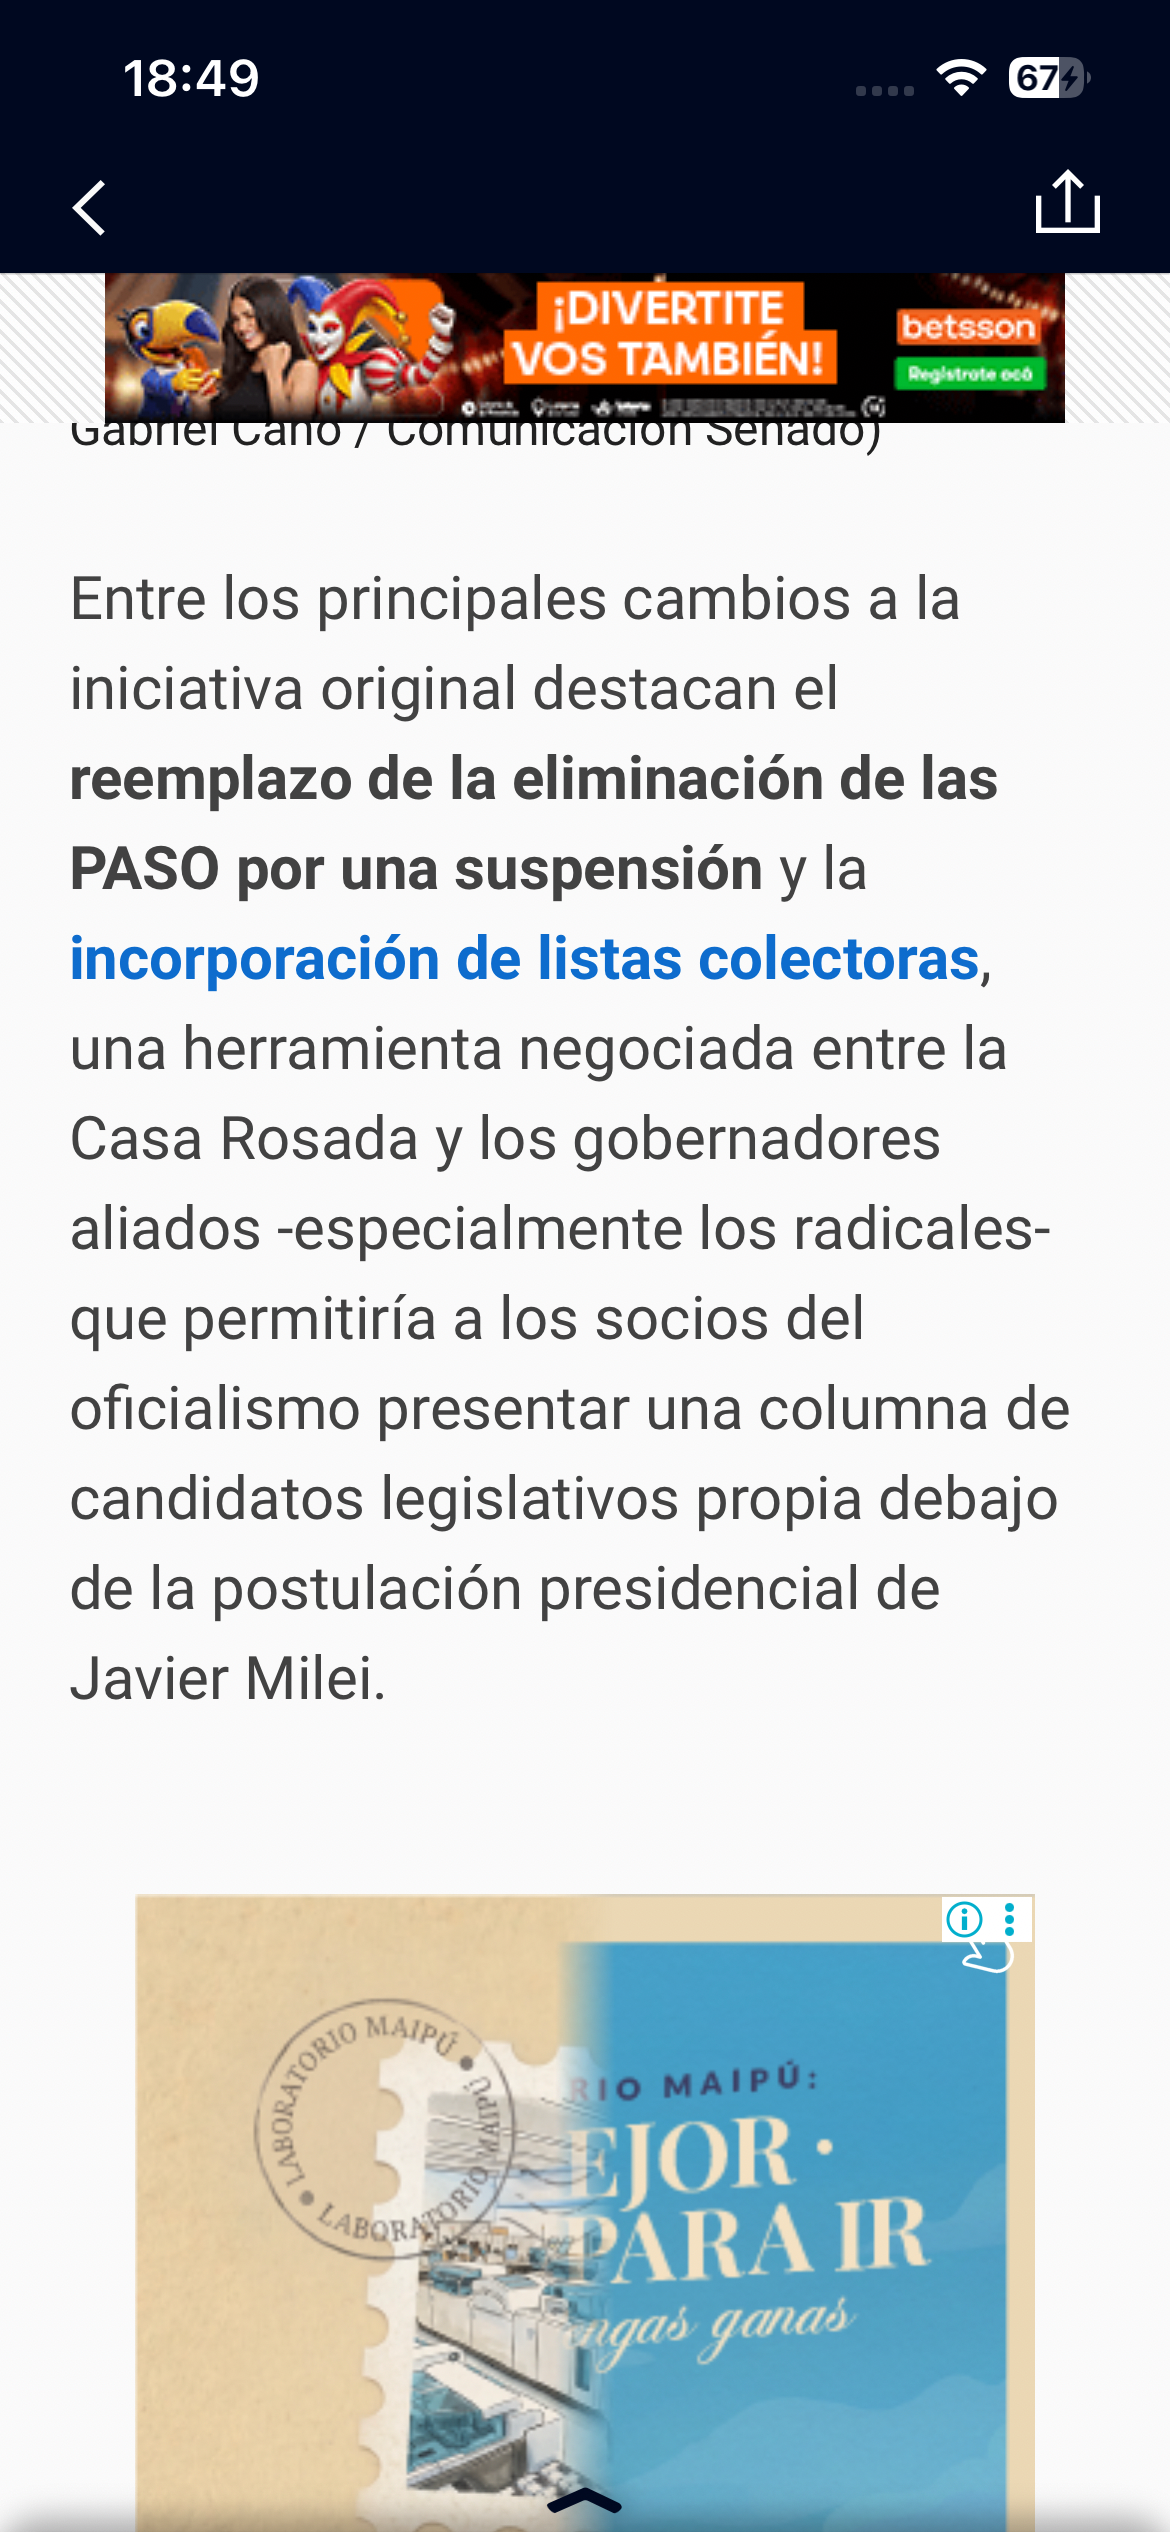 18:49
67
¡DIVERTITE
VOS TAMBIÉN!
betsson
Registrate acá
Gabriel Cano / Comunicación Senado)
Entre los principales cambios a la
iniciativa original destacan el
reemplazo de la eliminación de las
PASO por una suspensión y la
incorporación de listas colectoras,
una herramienta negociada entre la
Casa Rosada y los gobernadores
aliados -especialmente los radicales-
que permitiría a los socios del
oficialismo presentar una columna de
candidatos legislativos propia debajo
de la postulación presidencial de
Javier Milei.
LABORATORIO MAIPÚ • LABORATORIO MAIPÚ •
RIO MAIPÚ:
EJOR ·
PARA IR
ngas ganas